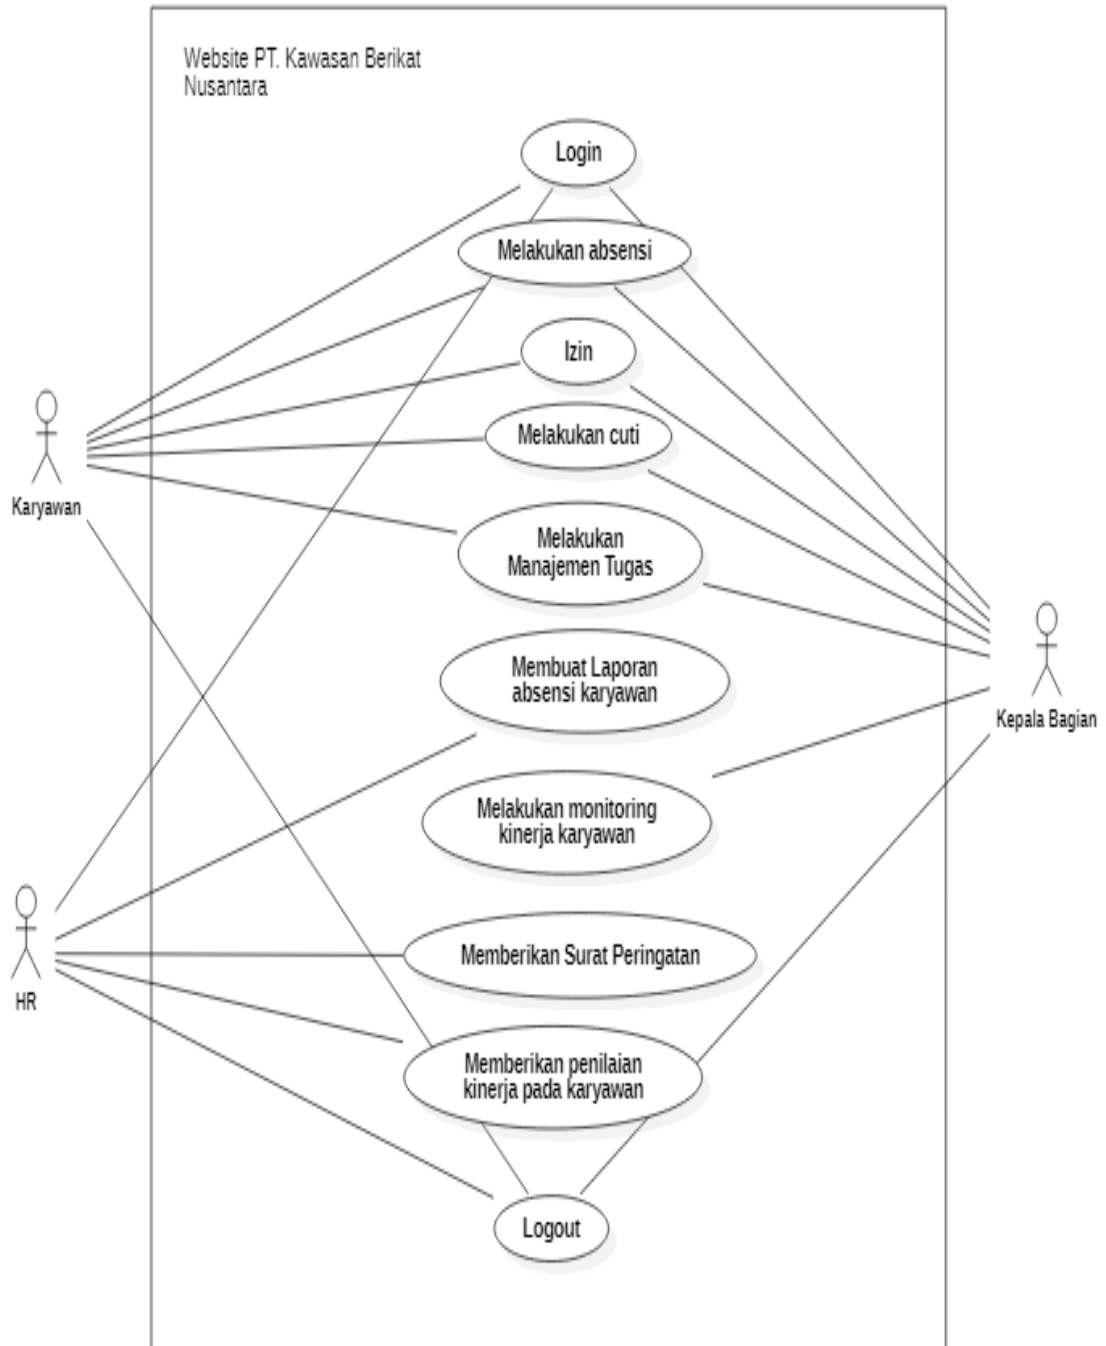 Website PT. Kawasan Berikat
Nusantara
Login
Melakukan absensi
Izin
Melakukan cuti
Karyawan
Melakukan
Manajemen Tugas
Membuat Laporan
absensi karyawan
Kepala Bagian
Melakukan monitoring
kinerja karyawan
Memberikan Surat Peringatan
HR
Memberikan penilaian
kinerja pada karyawan
Logout